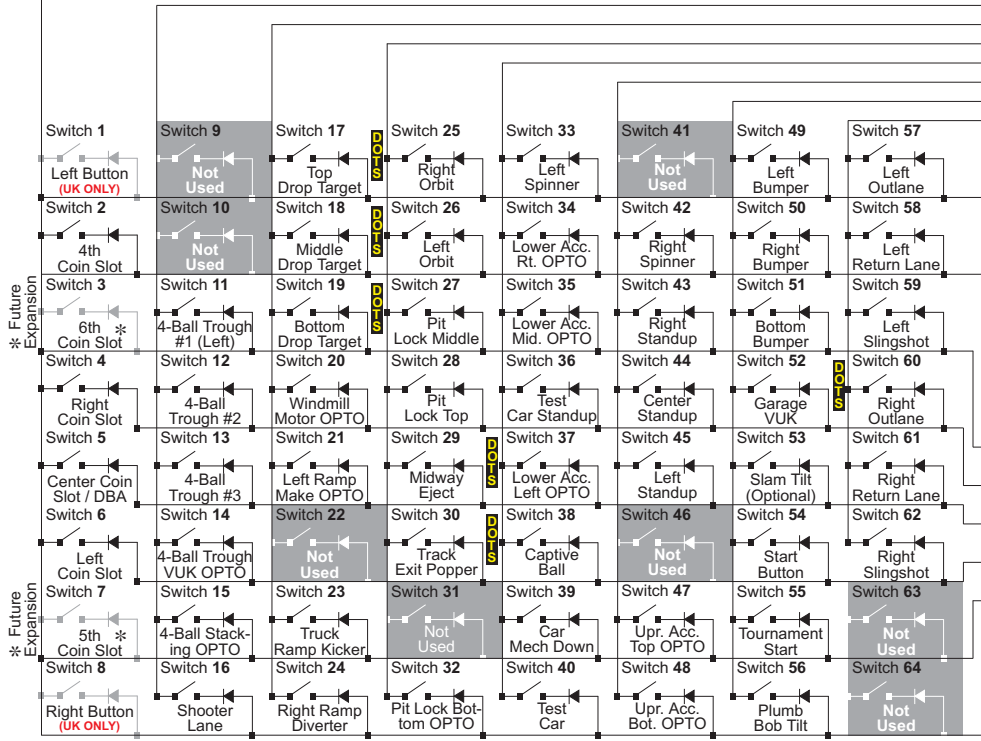 Switch 1
Left Button
(UK ONLY)
Switch 9
Not
Used
Switch 17
Top
Drop Target
DOTS
Switch 25
Right
Orbit
Switch 33
Left
Spinner
Switch 41
Not
Used
Switch 49
Left
Bumper
Switch 57
Left
Outlane
Switch 2
4th
Coin Slot
Switch 10
Not
Used
Switch 18
Middle
Drop Target
DOTS
Switch 26
Left
Orbit
Switch 34
Lower Acc.
Rt. OPTO
Switch 42
Right
Spinner
Switch 50
Right
Bumper
Switch 58
Left
Return Lane
* Future
Expansion
Switch 3
6th *
Coin Slot
Switch 11
4-Ball Trough
#1 (Left)
Switch 19
Bottom
Drop Target
DOTS
Switch 27
Pit
Lock Middle
Switch 35
Lower Acc.
Mid. OPTO
Switch 43
Right
Standup
Switch 51
Bottom
Bumper
Switch 59
Left
Slingshot
Switch 4
Right
Coin Slot
Switch 12
4-Ball
Trough #2
Switch 20
Windmill
Motor OPTO
Switch 28
Pit
Lock Top
Switch 36
Test
Car Standup
Switch 44
Center
Standup
Switch 52
Garage
VUK
DOTS
Switch 60
Right
Outlane
Switch 5
Center Coin
Slot / DBA
Switch 13
4-Ball
Trough #3
Switch 21
Left Ramp
Make OPTO
Switch 29
Midway
Eject
DOTS
Switch 37
Lower Acc.
Left OPTO
Switch 45
Left
Standup
Switch 53
Slam Tilt
(Optional)
Switch 61
Right
Return Lane
Switch 6
Left
Coin Slot
Switch 14
4-Ball Trough
VUK OPTO
Switch 22
Not
Used
Switch 30
Track
Exit Popper
DOTS
Switch 38
Captive
Ball
Switch 46
Not
Used
Switch 54
Start
Button
Switch 62
Right
Slingshot
* Future
Expansion
Switch 7
5th *
Coin Slot
Switch 15
4-Ball Stack-
ing OPTO
Switch 23
Truck
Ramp Kicker
Switch 31
Not
Used
Switch 39
Car
Mech Down
Switch 47
Upr. Acc.
Top OPTO
Switch 55
Tournament
Start
Switch 63
Not
Used
Switch 8
Right Button
(UK ONLY)
Switch 16
Shooter
Lane
Switch 24
Right Ramp
Diverter
Switch 32
Pit Lock Bot-
tom OPTO
Switch 40
Test
Car
Switch 48
Upr. Acc.
Bot. OPTO
Switch 56
Plumb
Bob Tilt
Switch 64
Not
Used